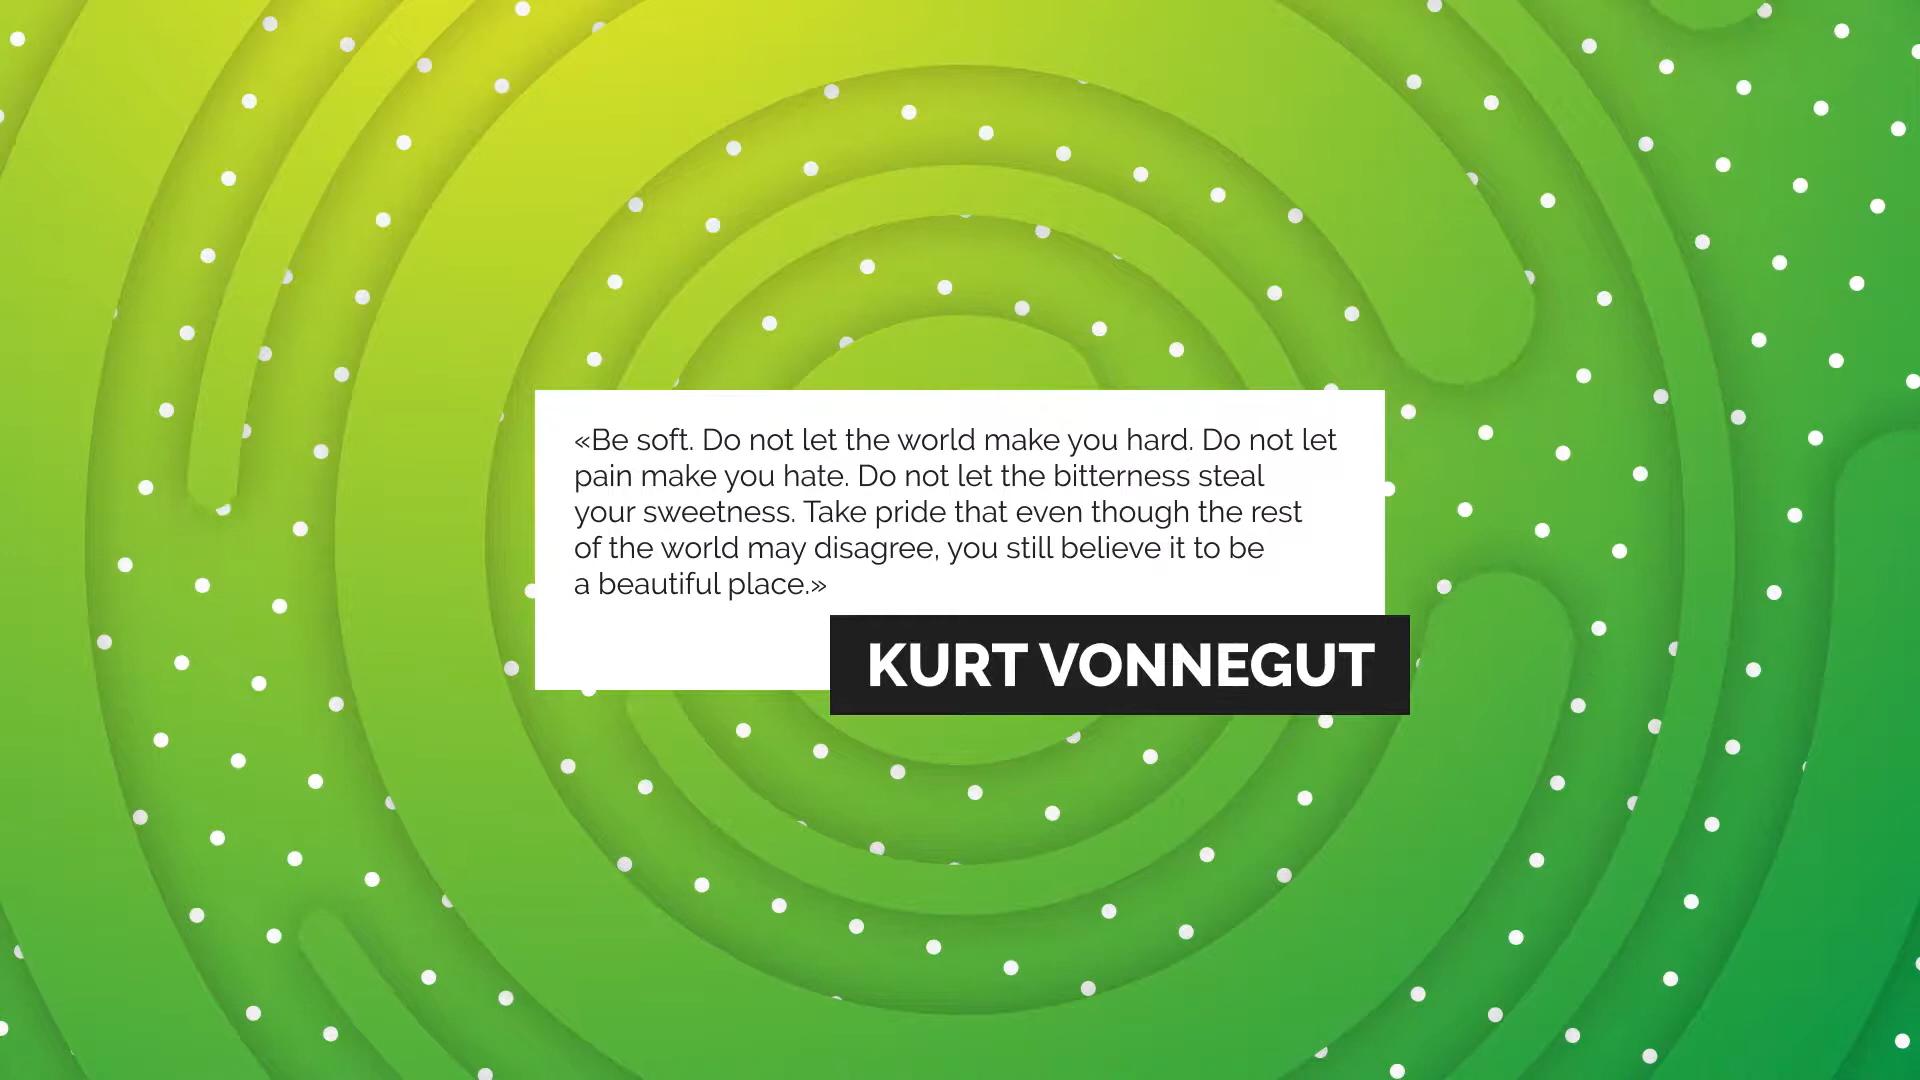 «Be soft. Do not let the world make you hard. Do not let
pain make you hate. Do not let the bitterness steal
your sweetness. Take pride that even though the rest
of the world may disagree, you still believe it to be
a beautiful place.»
KURT VONNEGUT